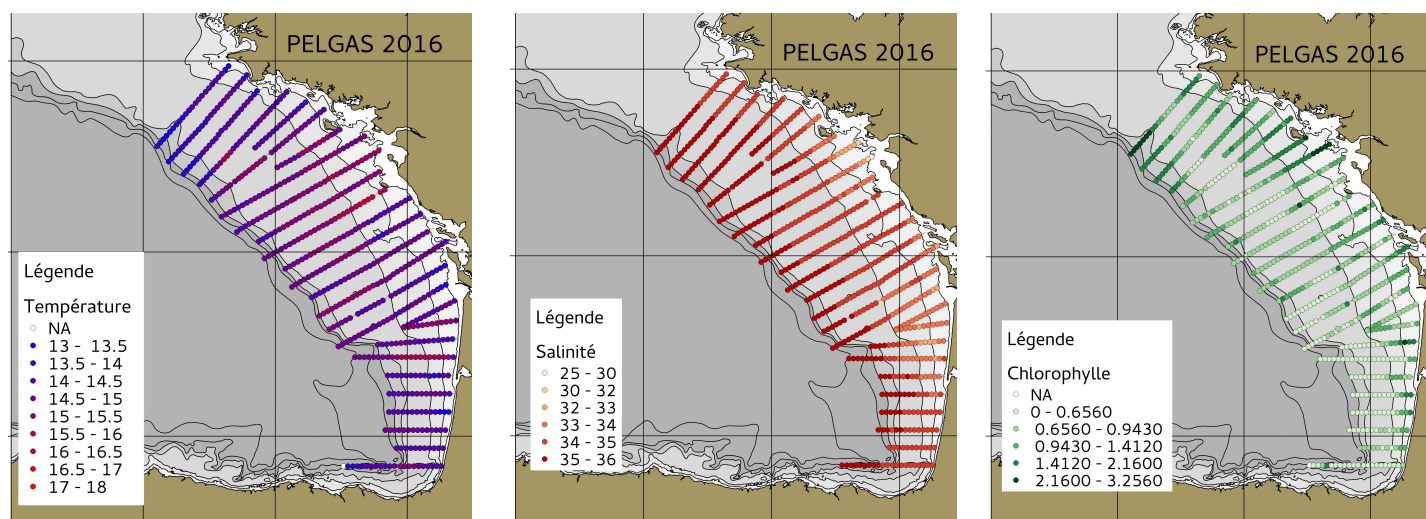 PELGAS 2016
Légende
Température
NA
13 - 13.5
13.5 - 14
14 - 14.5
14.5 - 15
15 - 15.5
15.5 - 16
16 - 16.5
16.5 - 17
17 - 18
PELGAS 2016
Légende
Salinité
25 - 30
30 - 32
32 - 33
33 - 34
34 - 35
35 - 36
PELGAS 2016
Légende
Chlorophylle
NA
0 - 0.6560
0.6560 - 0.9430
0.9430 - 1.4120
1.4120 - 2.1600
2.1600 - 3.2560